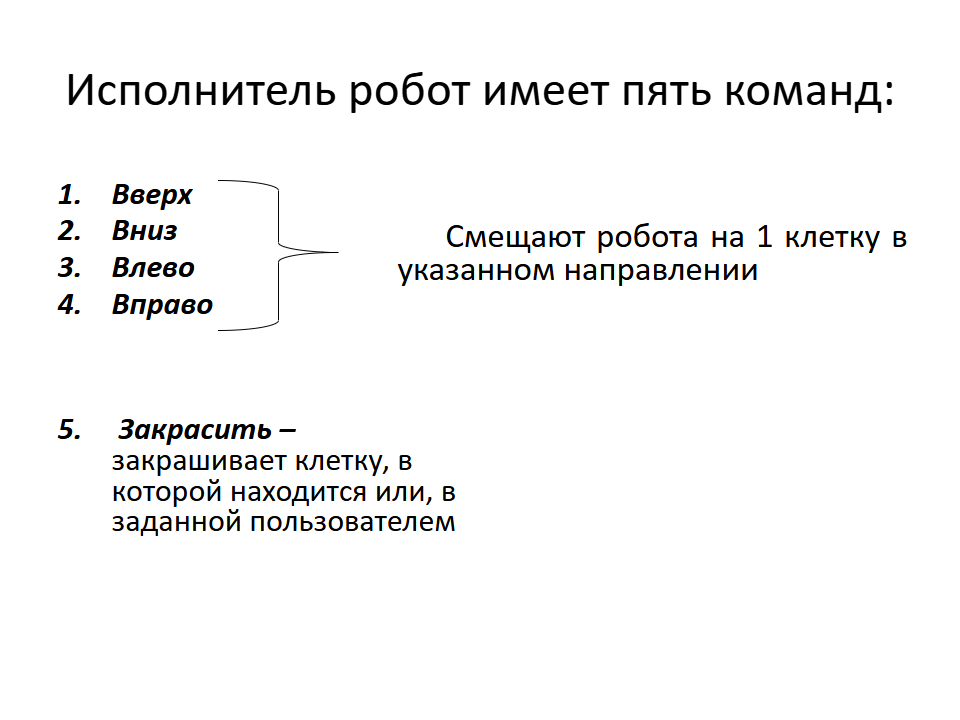 Исполнитель робот имеет пять команд:
1. Вверх
2. Вниз
3. Влево
4. Вправо
Смещают робота на 1 клетку в
указанном направлении
5. Закрасить –
закрашивает клетку, в
которой находится или, в
заданной пользователем